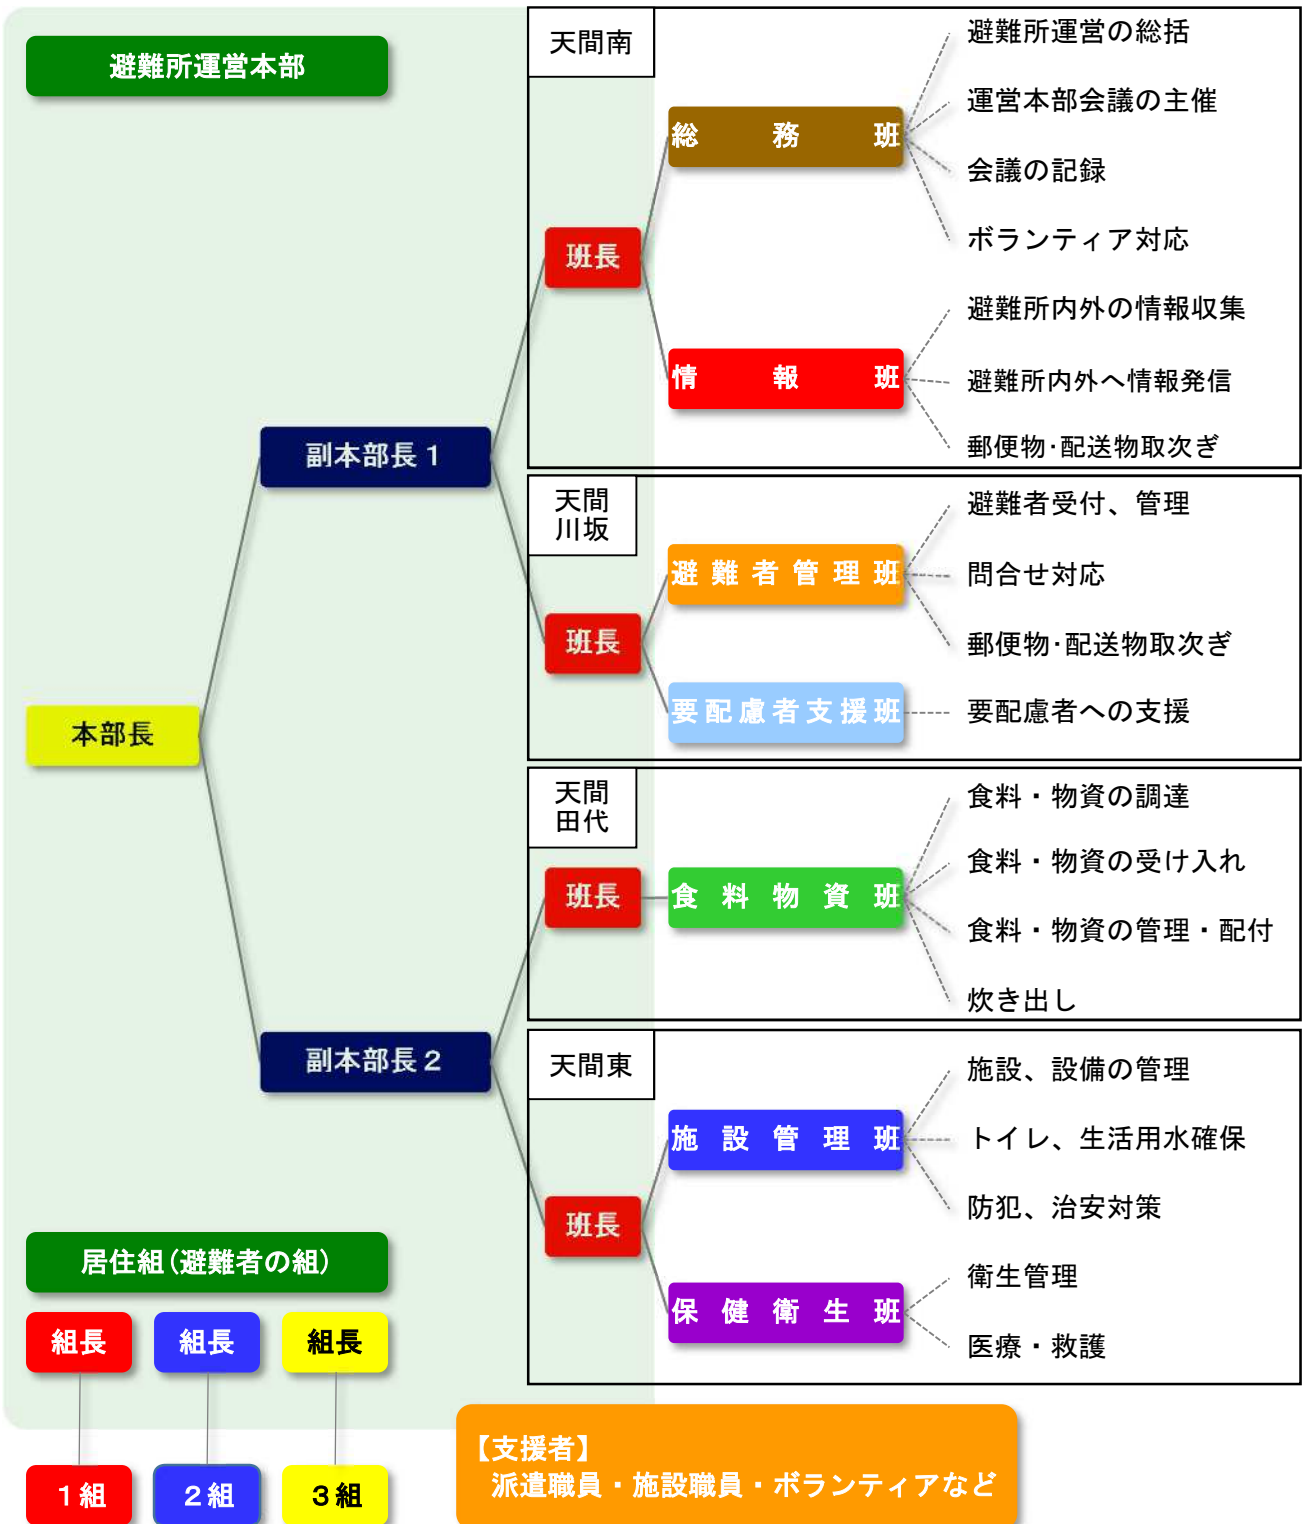 避難所運営本部
本部長
副本部長１
副本部長２
天間南
班長
総務班
避難所運営の総括
運営本部会議の主催
会議の記録
ボランティア対応
情報班
避難所内外の情報収集
避難所内外へ情報発信
郵便物･配送物取次ぎ
天間
川坂
班長
避難者管理班
避難者受付、管理
問合せ対応
郵便物･配送物取次ぎ
要配慮者支援班
要配慮者への支援
天間
田代
班長
食料物資班
食料・物資の調達
食料・物資の受け入れ
食料・物資の管理・配付
炊き出し
天間東
班長
施設管理班
施設、設備の管理
トイレ、生活用水確保
防犯、治安対策
保健衛生班
衛生管理
医療・救護
居住組(避難者の組)
組長
組長
組長
１組
２組
３組
【支援者】
派遣職員・施設職員・ボランティアなど